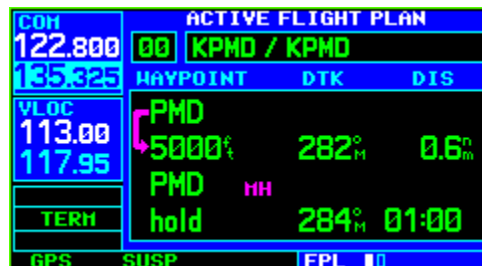 COM
122.800
135.325
VLOC
113.00
117.95
TERM
GPS SUSP
ACTIVE FLIGHT PLAN
00 KPMD / KPMD
WAYPOINT DTK DIS
PMD
5000ft 282°M 0.6nm
PMD MH
hold 284°M 01:00
FPL